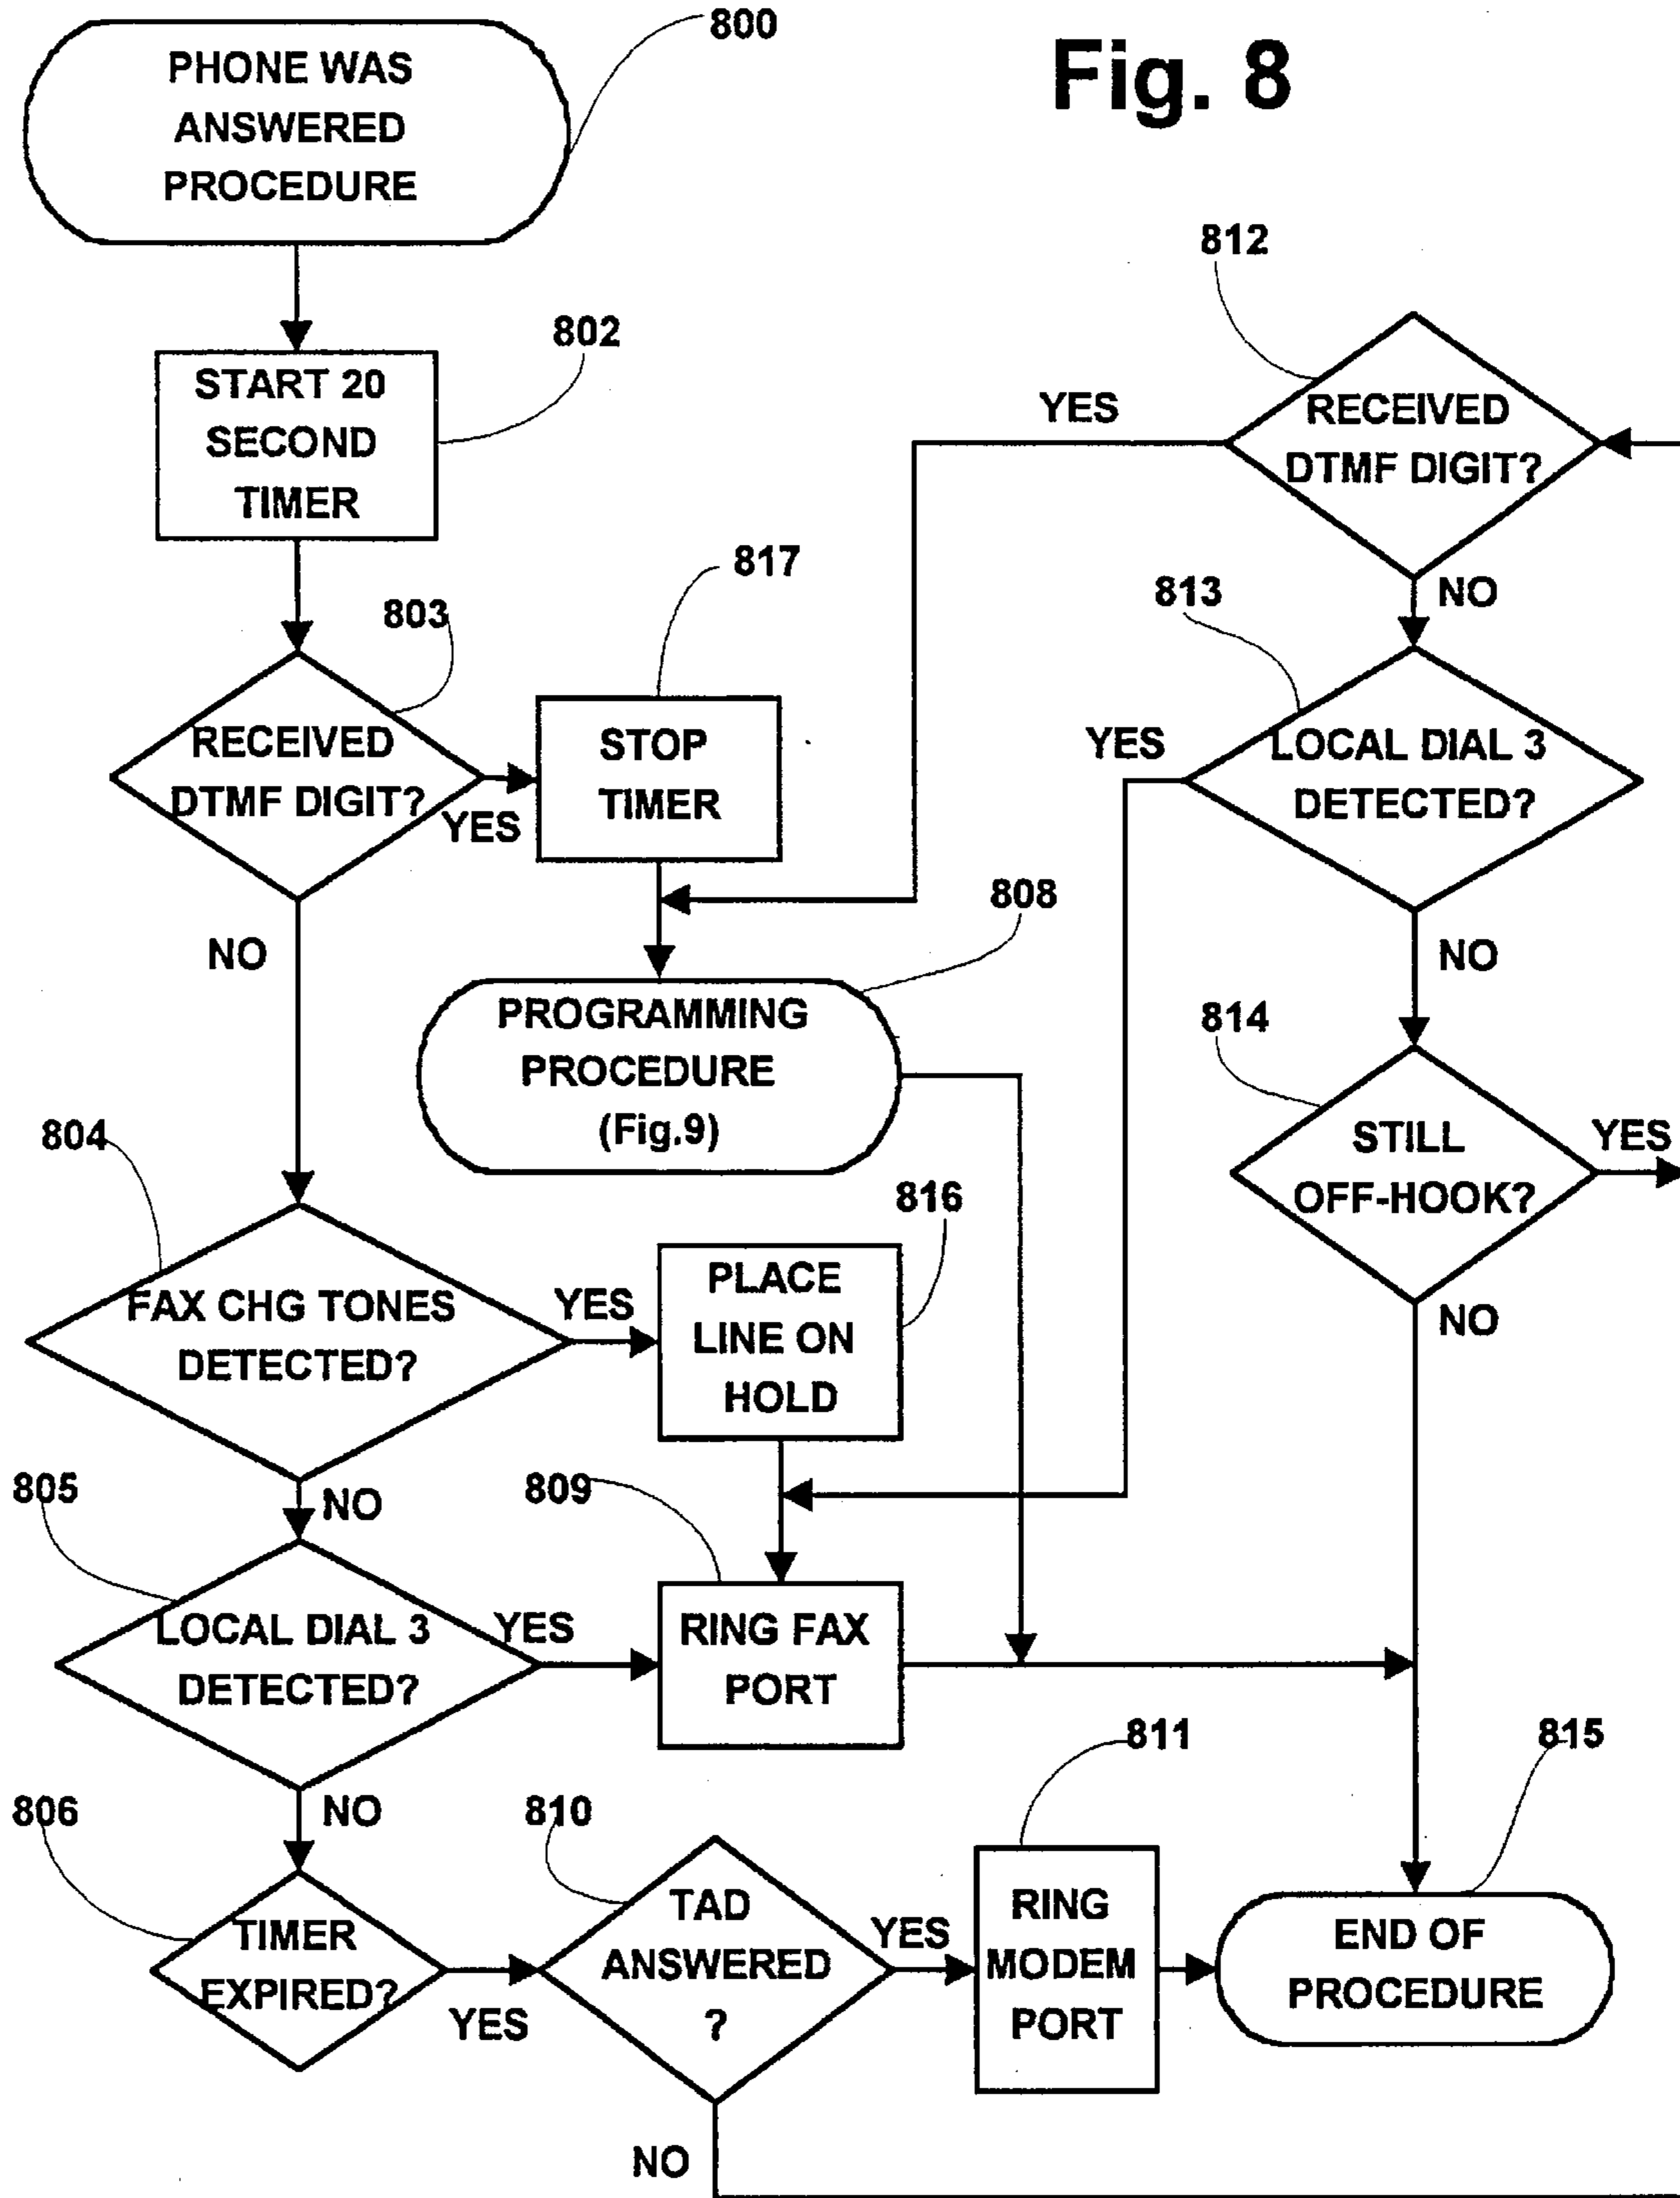 Fig. 8
800
PHONE WAS
ANSWERED
PROCEDURE
802
START 20
SECOND
TIMER
803
RECEIVED
DTMF DIGIT?
YES
NO
817
STOP
TIMER
808
PROGRAMMING
PROCEDURE
(Fig.9)
804
FAX CHG TONES
DETECTED?
YES
NO
816
PLACE
LINE ON
HOLD
805
LOCAL DIAL 3
DETECTED?
YES
NO
809
RING FAX
PORT
806
TIMER
EXPIRED?
YES
810
TAD
ANSWERED
?
YES
NO
811
RING
MODEM
PORT
812
RECEIVED
DTMF DIGIT?
YES
NO
813
LOCAL DIAL 3
DETECTED?
YES
NO
814
STILL
OFF-HOOK?
YES
NO
815
END OF
PROCEDURE